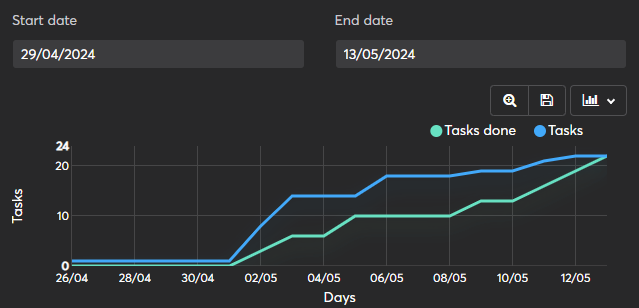 Start date End date
29/04/2024 13/05/2024
Tasks done Tasks
24
20
10
0
Tasks
26/04 28/04 30/04 02/05 04/05 06/05 08/05 10/05 12/05
Days